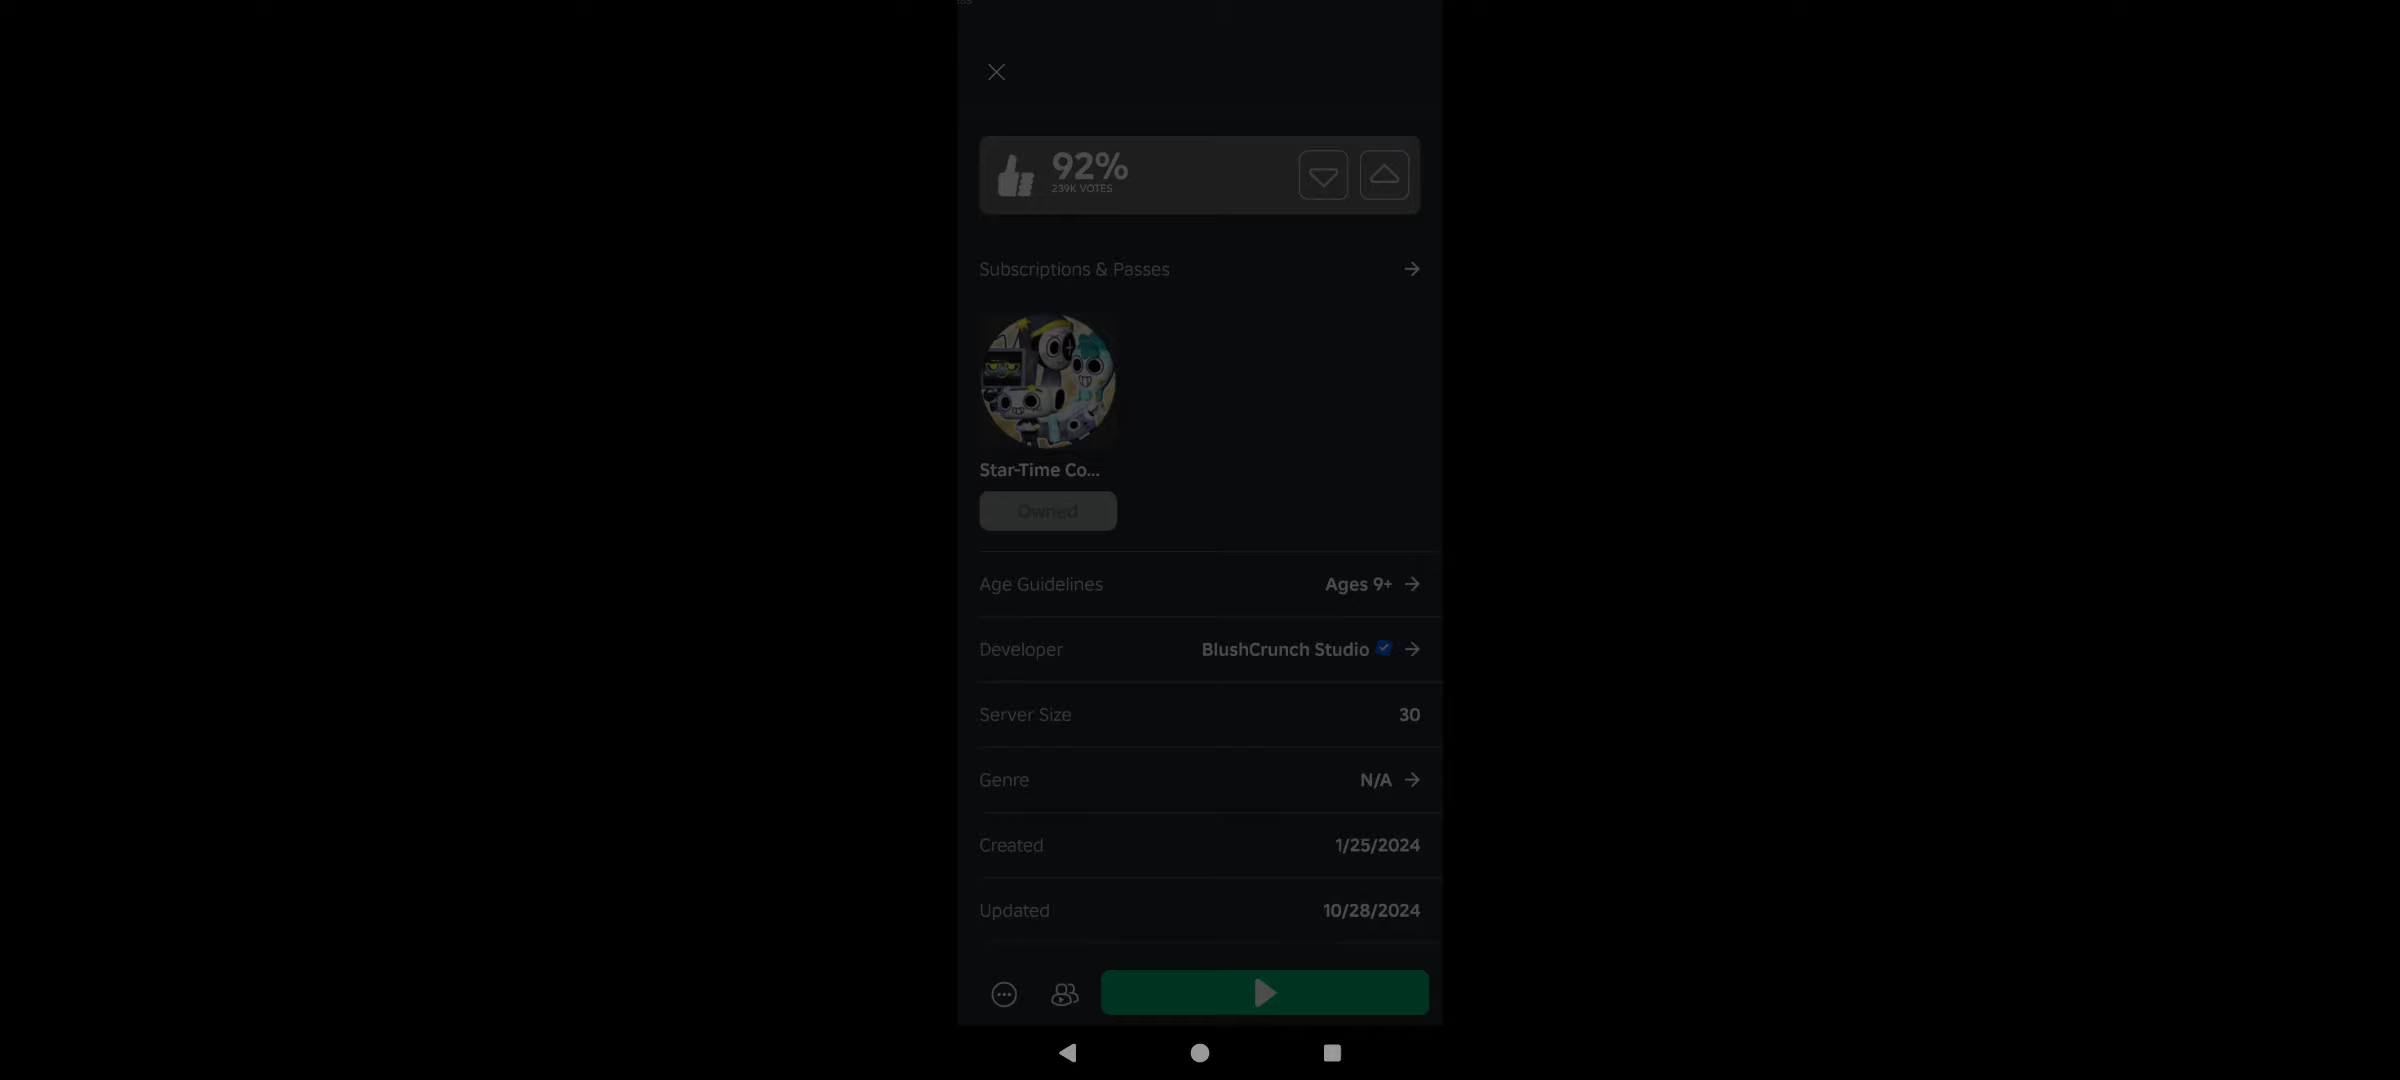 92%
239K VOTES
Subscriptions & Passes
Star-Time Co...
Owned
Age Guidelines Ages 9+
Developer BlushCrunch Studio
Server Size 30
Genre N/A
Created 1/25/2024
Updated 10/28/2024